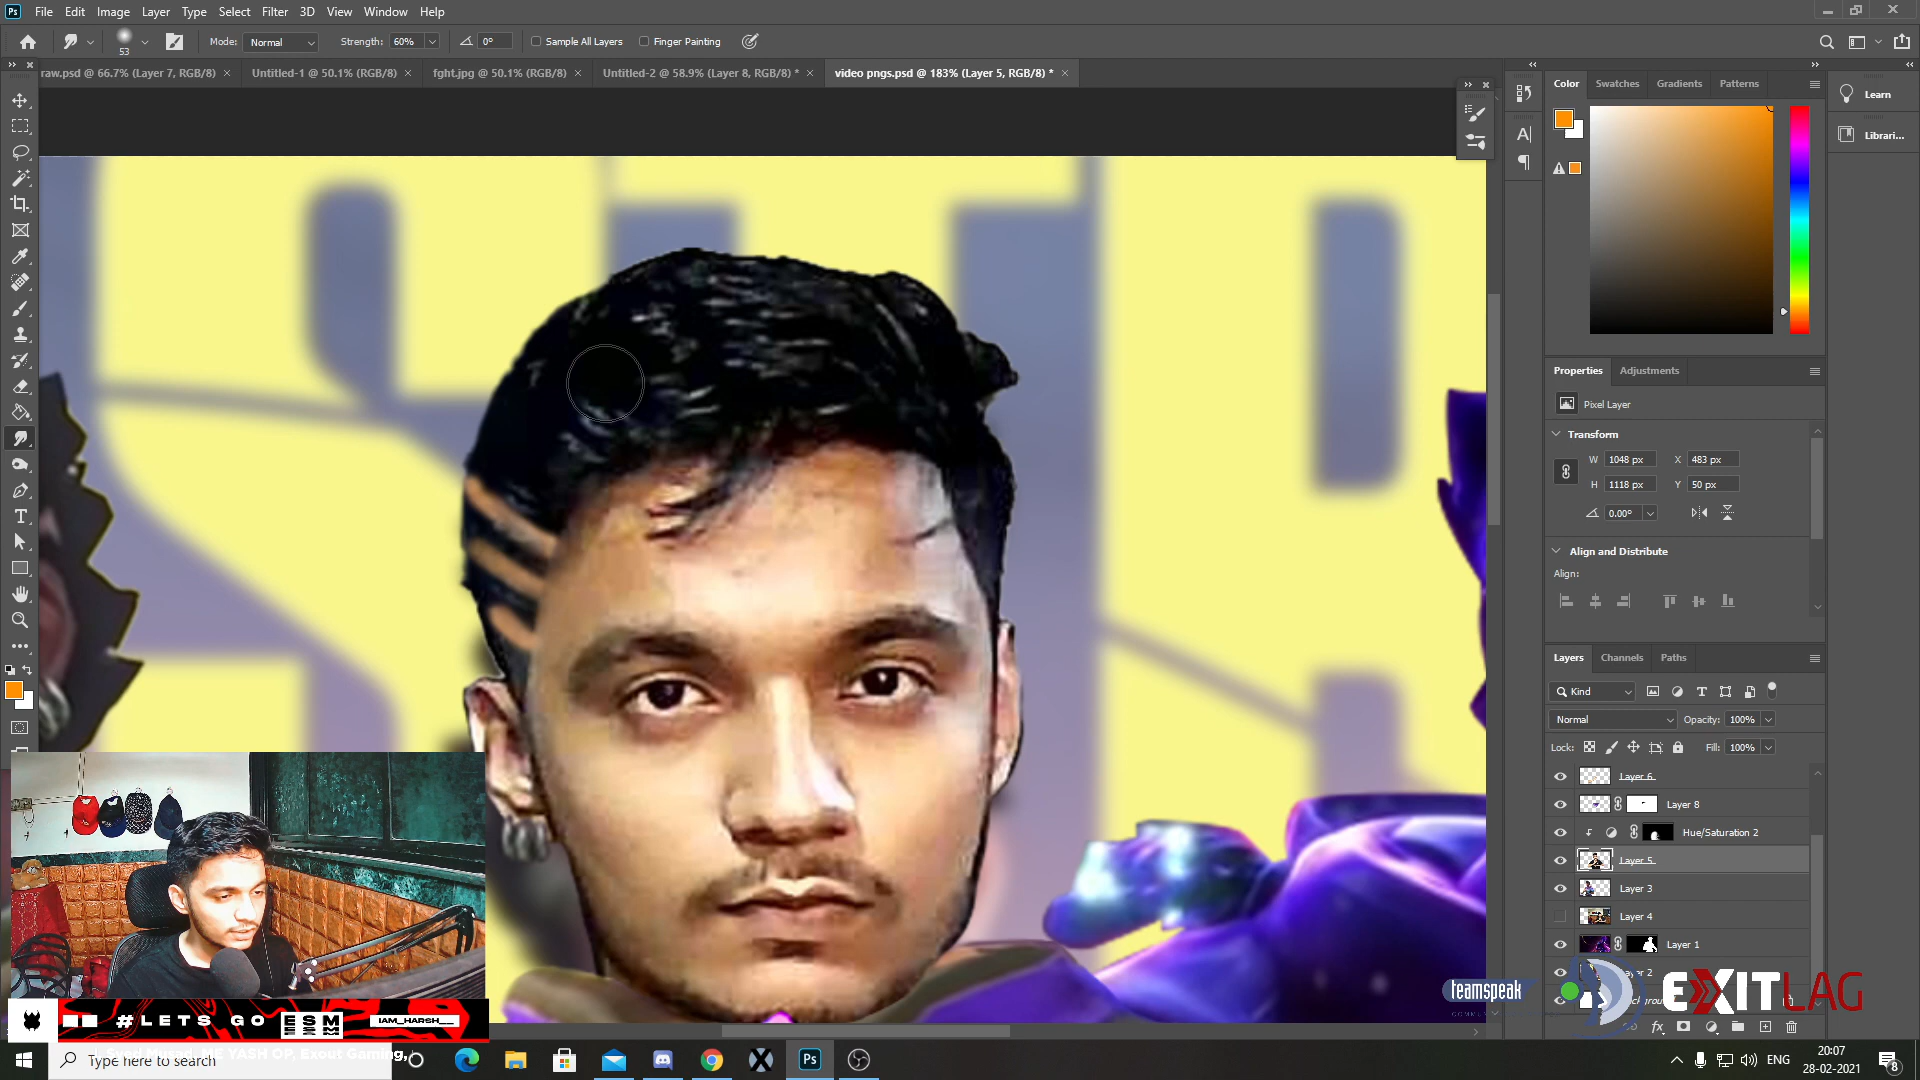 Ps File Edit Image Layer Type Select Filter 3D View Window Help
53 Mode: Normal Strength: 60% 0° Sample All Layers Finger Painting
raw.psd @ 66.7% (Layer 7, RGB/8) Untitled-1 @ 50.1% (RGB/8) fght.jpg @ 50.1% (RGB/8) Untitled-2 @ 58.9% (Layer 8, RGB/8) * video pngs.psd @ 183% (Layer 5, RGB/8) *
Color Swatches Gradients Patterns
Learn
Librari...
Properties Adjustments
Pixel Layer
Transform
W 1048 px X 483 px
H 1118 px Y 50 px
0.00°
Align and Distribute
Align:
Layers Channels Paths
Kind
Normal Opacity: 100%
Lock: Fill: 100%
Layer 6
Layer 8
Hue/Saturation 2
Layer 5
Layer 3
Layer 4
Layer 1
teamspeak
EXITLAG
#LETS GO ESM IAM_HARSH__
Type here to search
Ps
ENG
20:07
28-02-2021
8